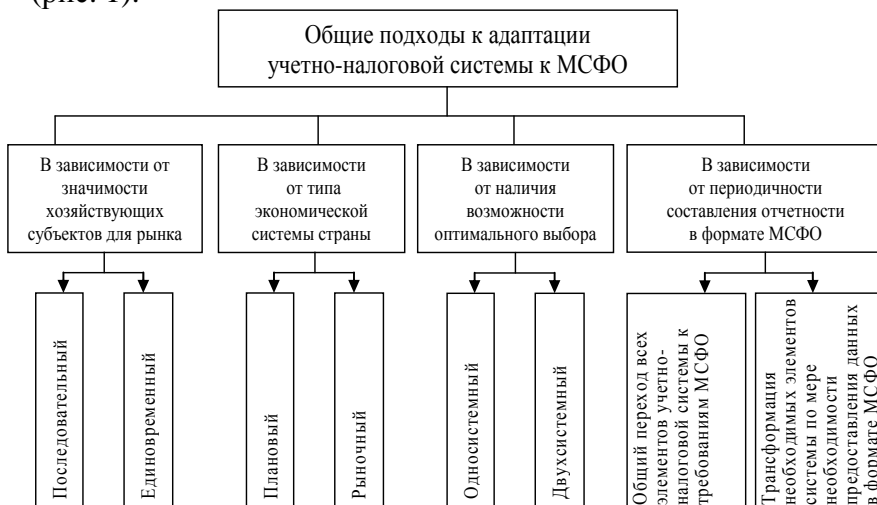 (рис. 1).
Общие подходы к адаптации
учетно-налоговой системы к МСФО
В зависимости от
значимости
хозяйствующих
субъектов для рынка
В зависимости
от типа
экономической
системы страны
В зависимости
от наличия
возможности
оптимального выбора
В зависимости
от периодичности
составления отчетности
в формате МСФО
Последовательный
Единовременный
Плановый
Рыночный
Односистемный
Двухсистемный
Общий переход всех
элементов учетно-
налоговой системы к
требованиям МСФО
Трансформация
необходимых элементов
системы по мере
необходимости
предоставления данных
в формате МСФО